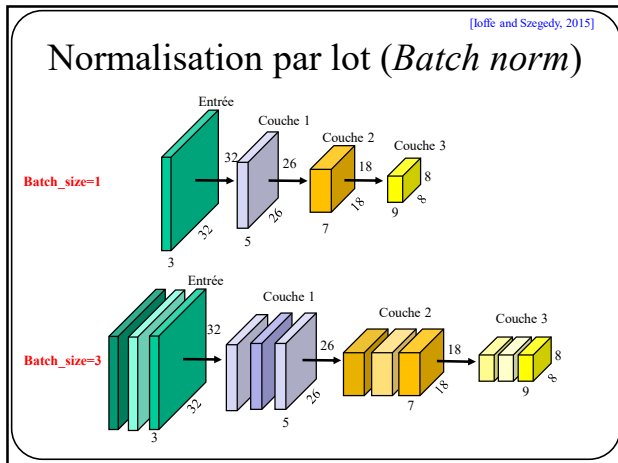 [Ioffe and Szegedy, 2015]
Normalisation par lot (Batch norm)
Entrée
Couche 1
Couche 2
Couche 3
Batch_size=1
32
32
3
26
26
5
18
18
7
8
8
9
Entrée
Couche 1
Couche 2
Couche 3
Batch_size=3
32
32
3
26
26
5
18
18
7
8
8
9